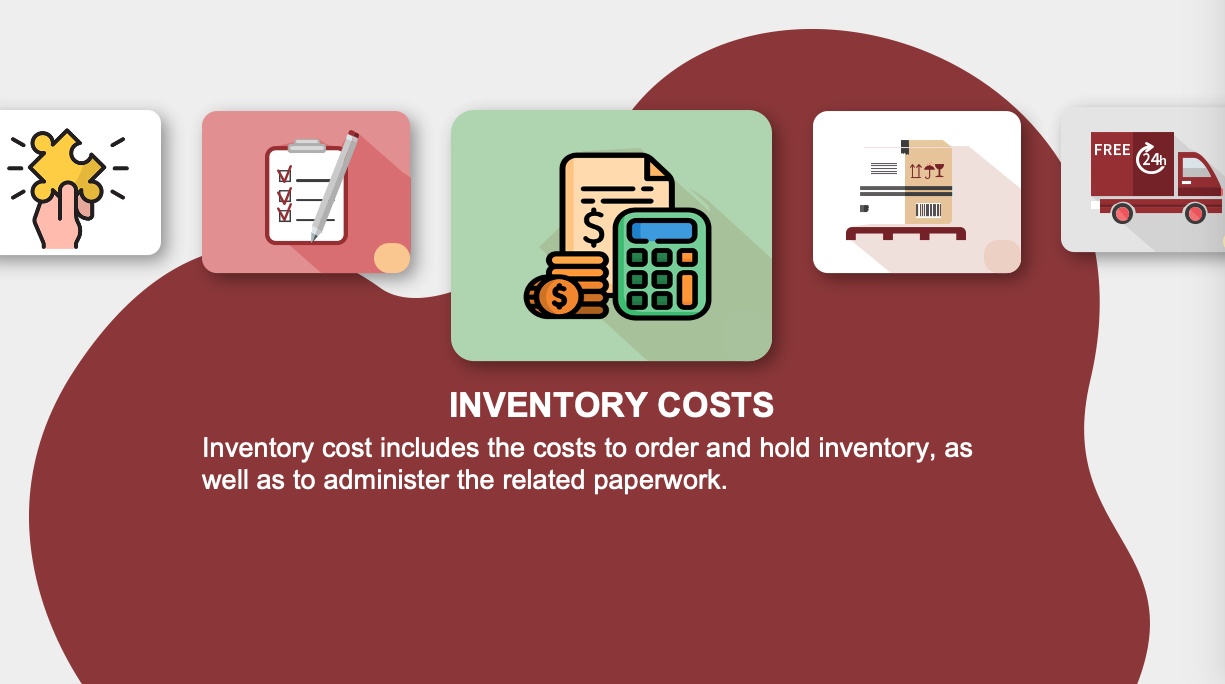 FREE
24h
$
$
INVENTORY COSTS
Inventory cost includes the costs to order and hold inventory, as
well as to administer the related paperwork.